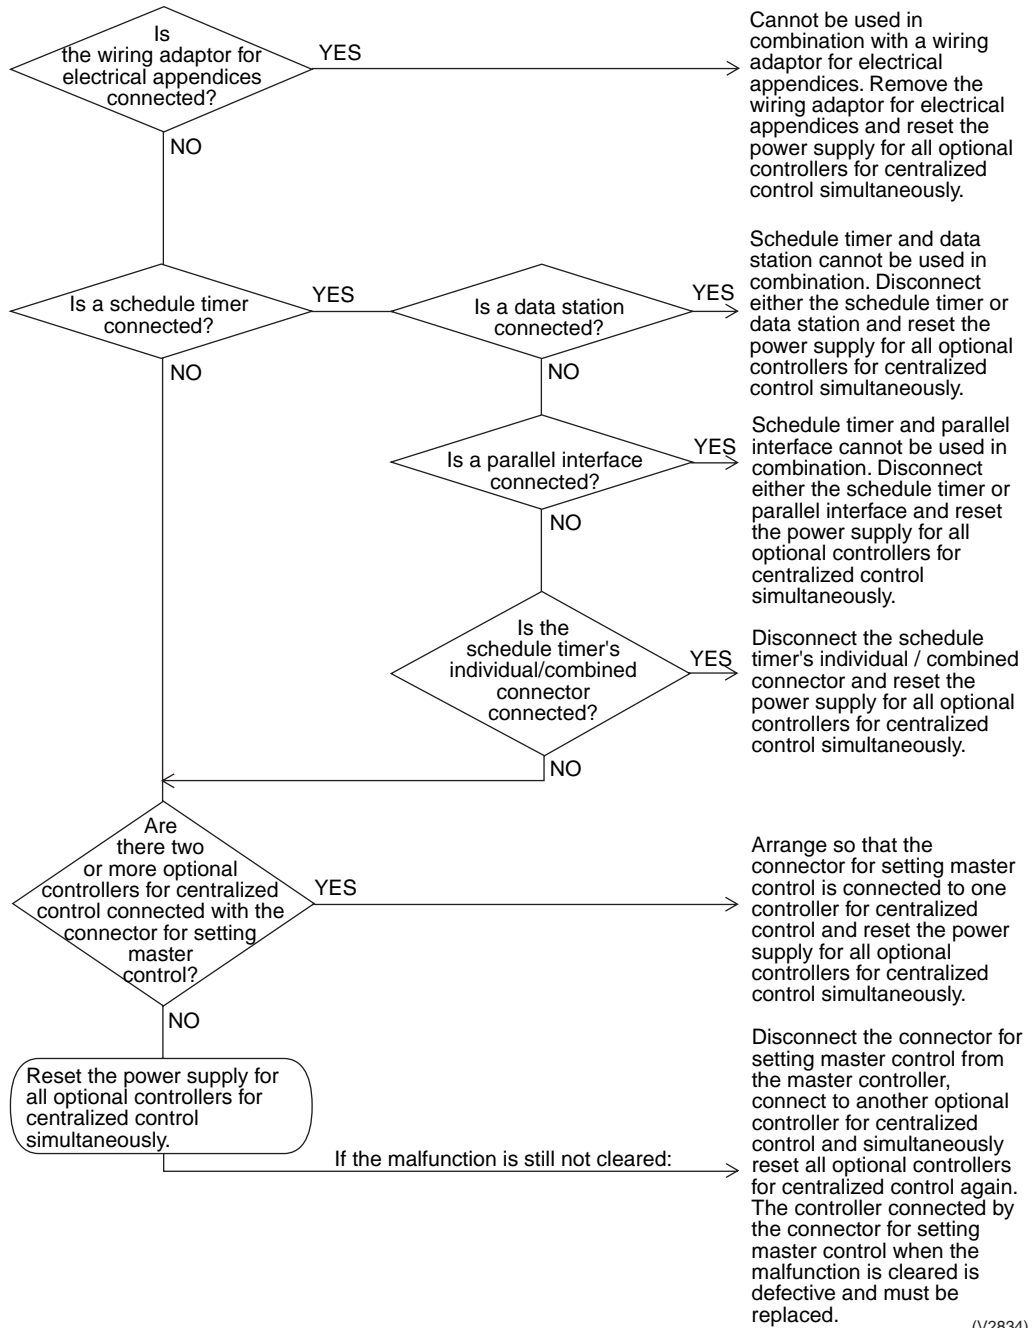 Is
the wiring adaptor for
electrical appendices
connected?
YES
Cannot be used in
combination with a wiring
adaptor for electrical
appendices. Remove the
wiring adaptor for electrical
appendices and reset the
power supply for all optional
controllers for centralized
control simultaneously.
NO
Is a schedule timer
connected?
YES
Is a data station
connected?
YES
Schedule timer and data
station cannot be used in
combination. Disconnect
either the schedule timer or
data station and reset the
power supply for all optional
controllers for centralized
control simultaneously.
NO
NO
Is a parallel interface
connected?
YES
Schedule timer and parallel
interface cannot be used in
combination. Disconnect
either the schedule timer or
parallel interface and reset
the power supply for all
optional controllers for
centralized control
simultaneously.
NO
Is the
schedule timer's
individual/combined
connector
connected?
YES
Disconnect the schedule
timer's individual / combined
connector and reset the
power supply for all optional
controllers for centralized
control simultaneously.
NO
Are
there two
or more optional
controllers for centralized
control connected with the
connector for setting
master
control?
YES
Arrange so that the
connector for setting master
control is connected to one
controller for centralized
control and reset the power
supply for all optional
controllers for centralized
control simultaneously.
NO
Reset the power supply for
all optional controllers for
centralized control
simultaneously.
If the malfunction is still not cleared:
Disconnect the connector for
setting master control from
the master controller,
connect to another optional
controller for centralized
control and simultaneously
reset all optional controllers
for centralized control again.
The controller connected by
the connector for setting
master control when the
malfunction is cleared is
defective and must be
replaced.
(V2834)